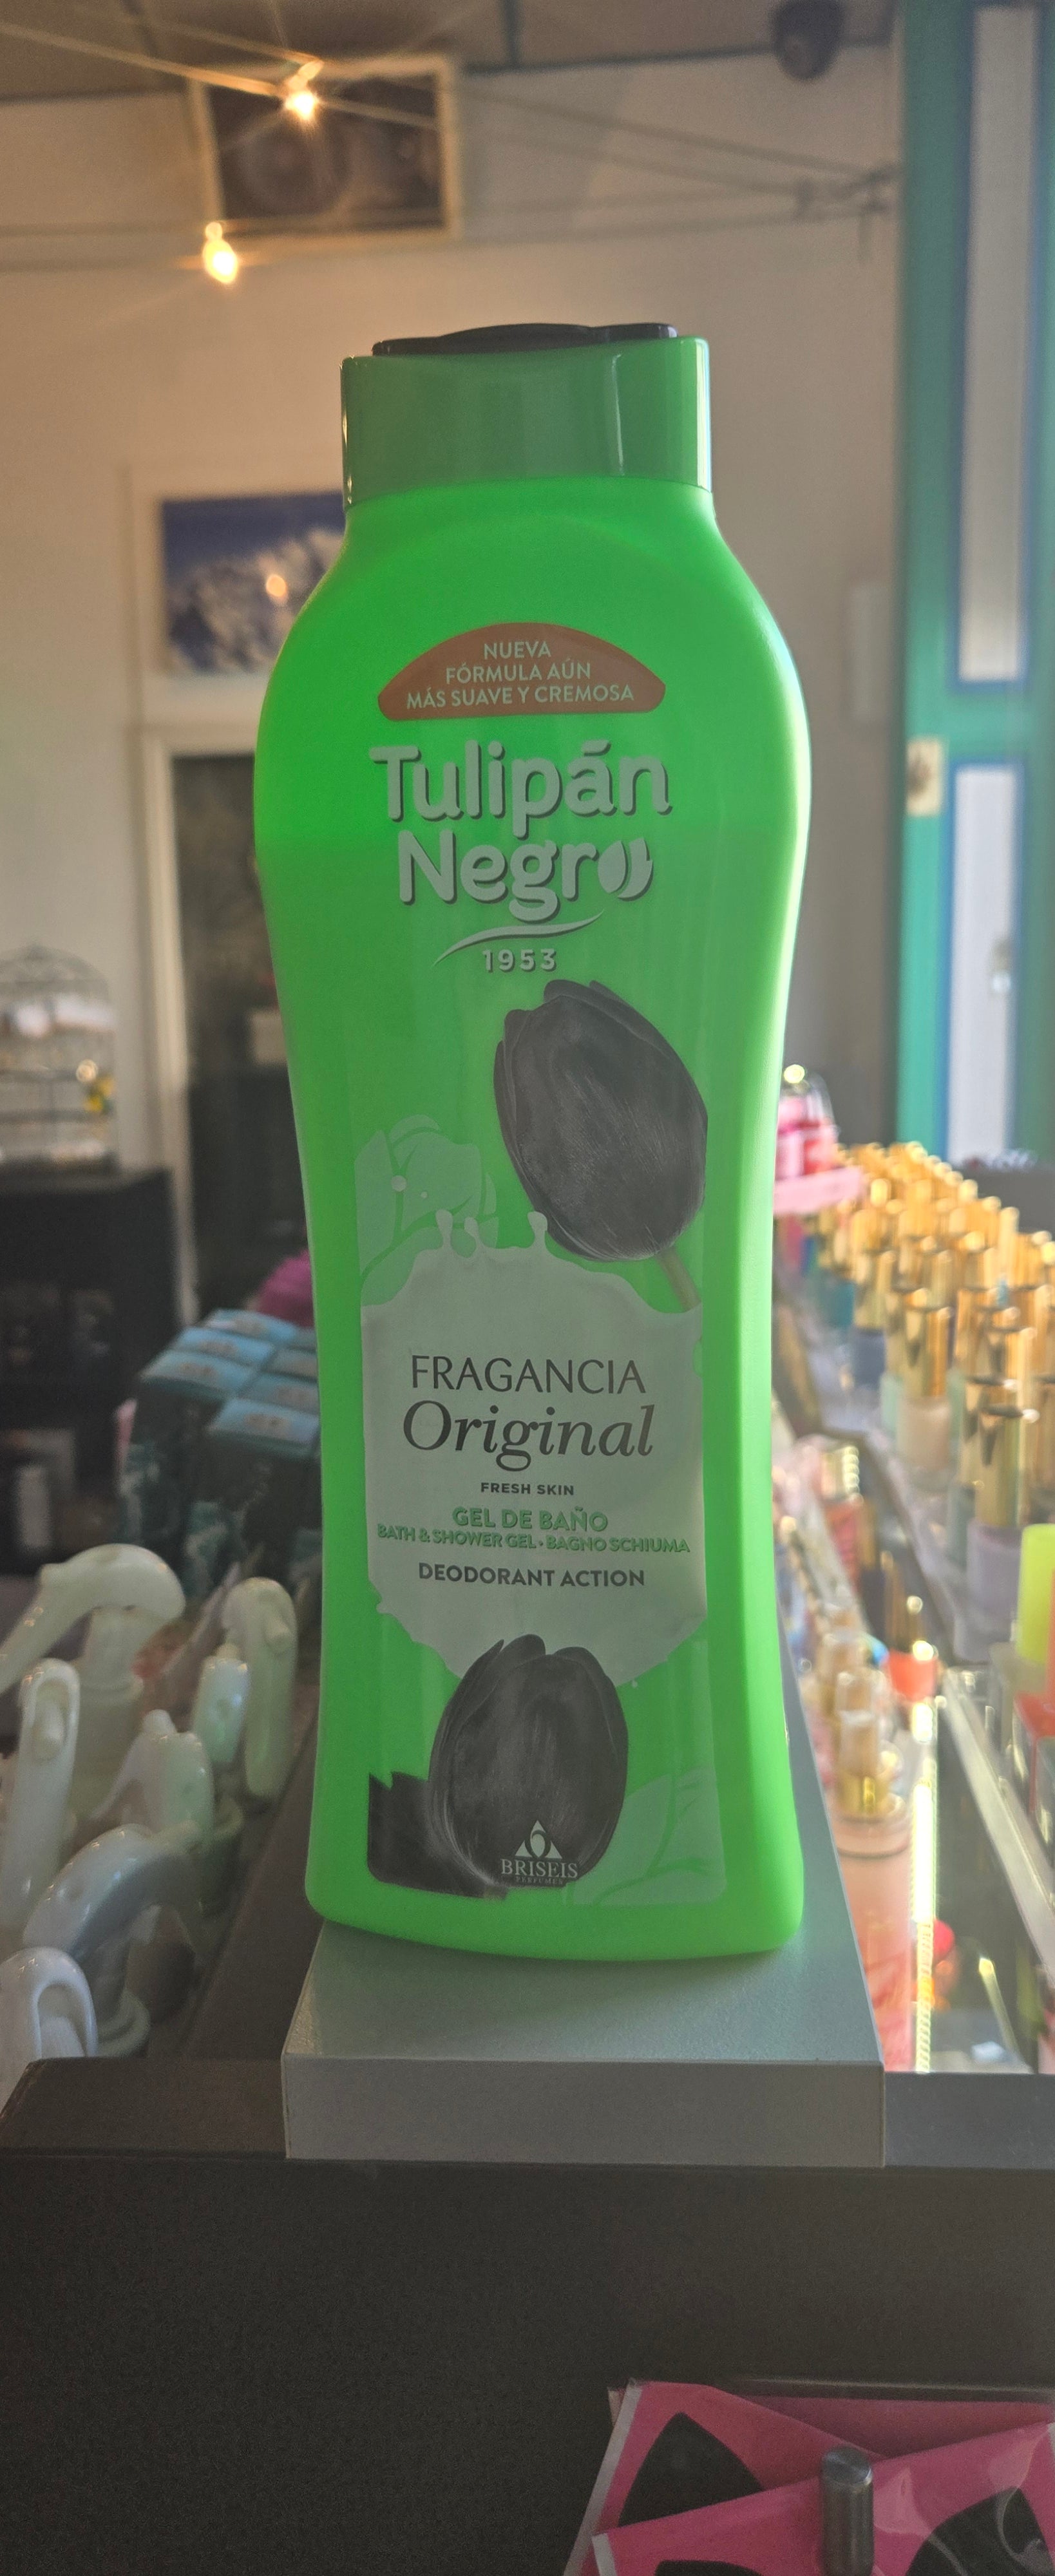 NUEVA
FÓRMULA AÚN
MÁS SUAVE Y CREMOSA
Tulipán
Negro
1953
FRAGANCIA
Original
FRESH SKIN
GEL DE BAÑO
BATH & SHOWER GEL • BAGNO SCHIUMA
DEODORANT ACTION
BRISEIS
PERFUMES